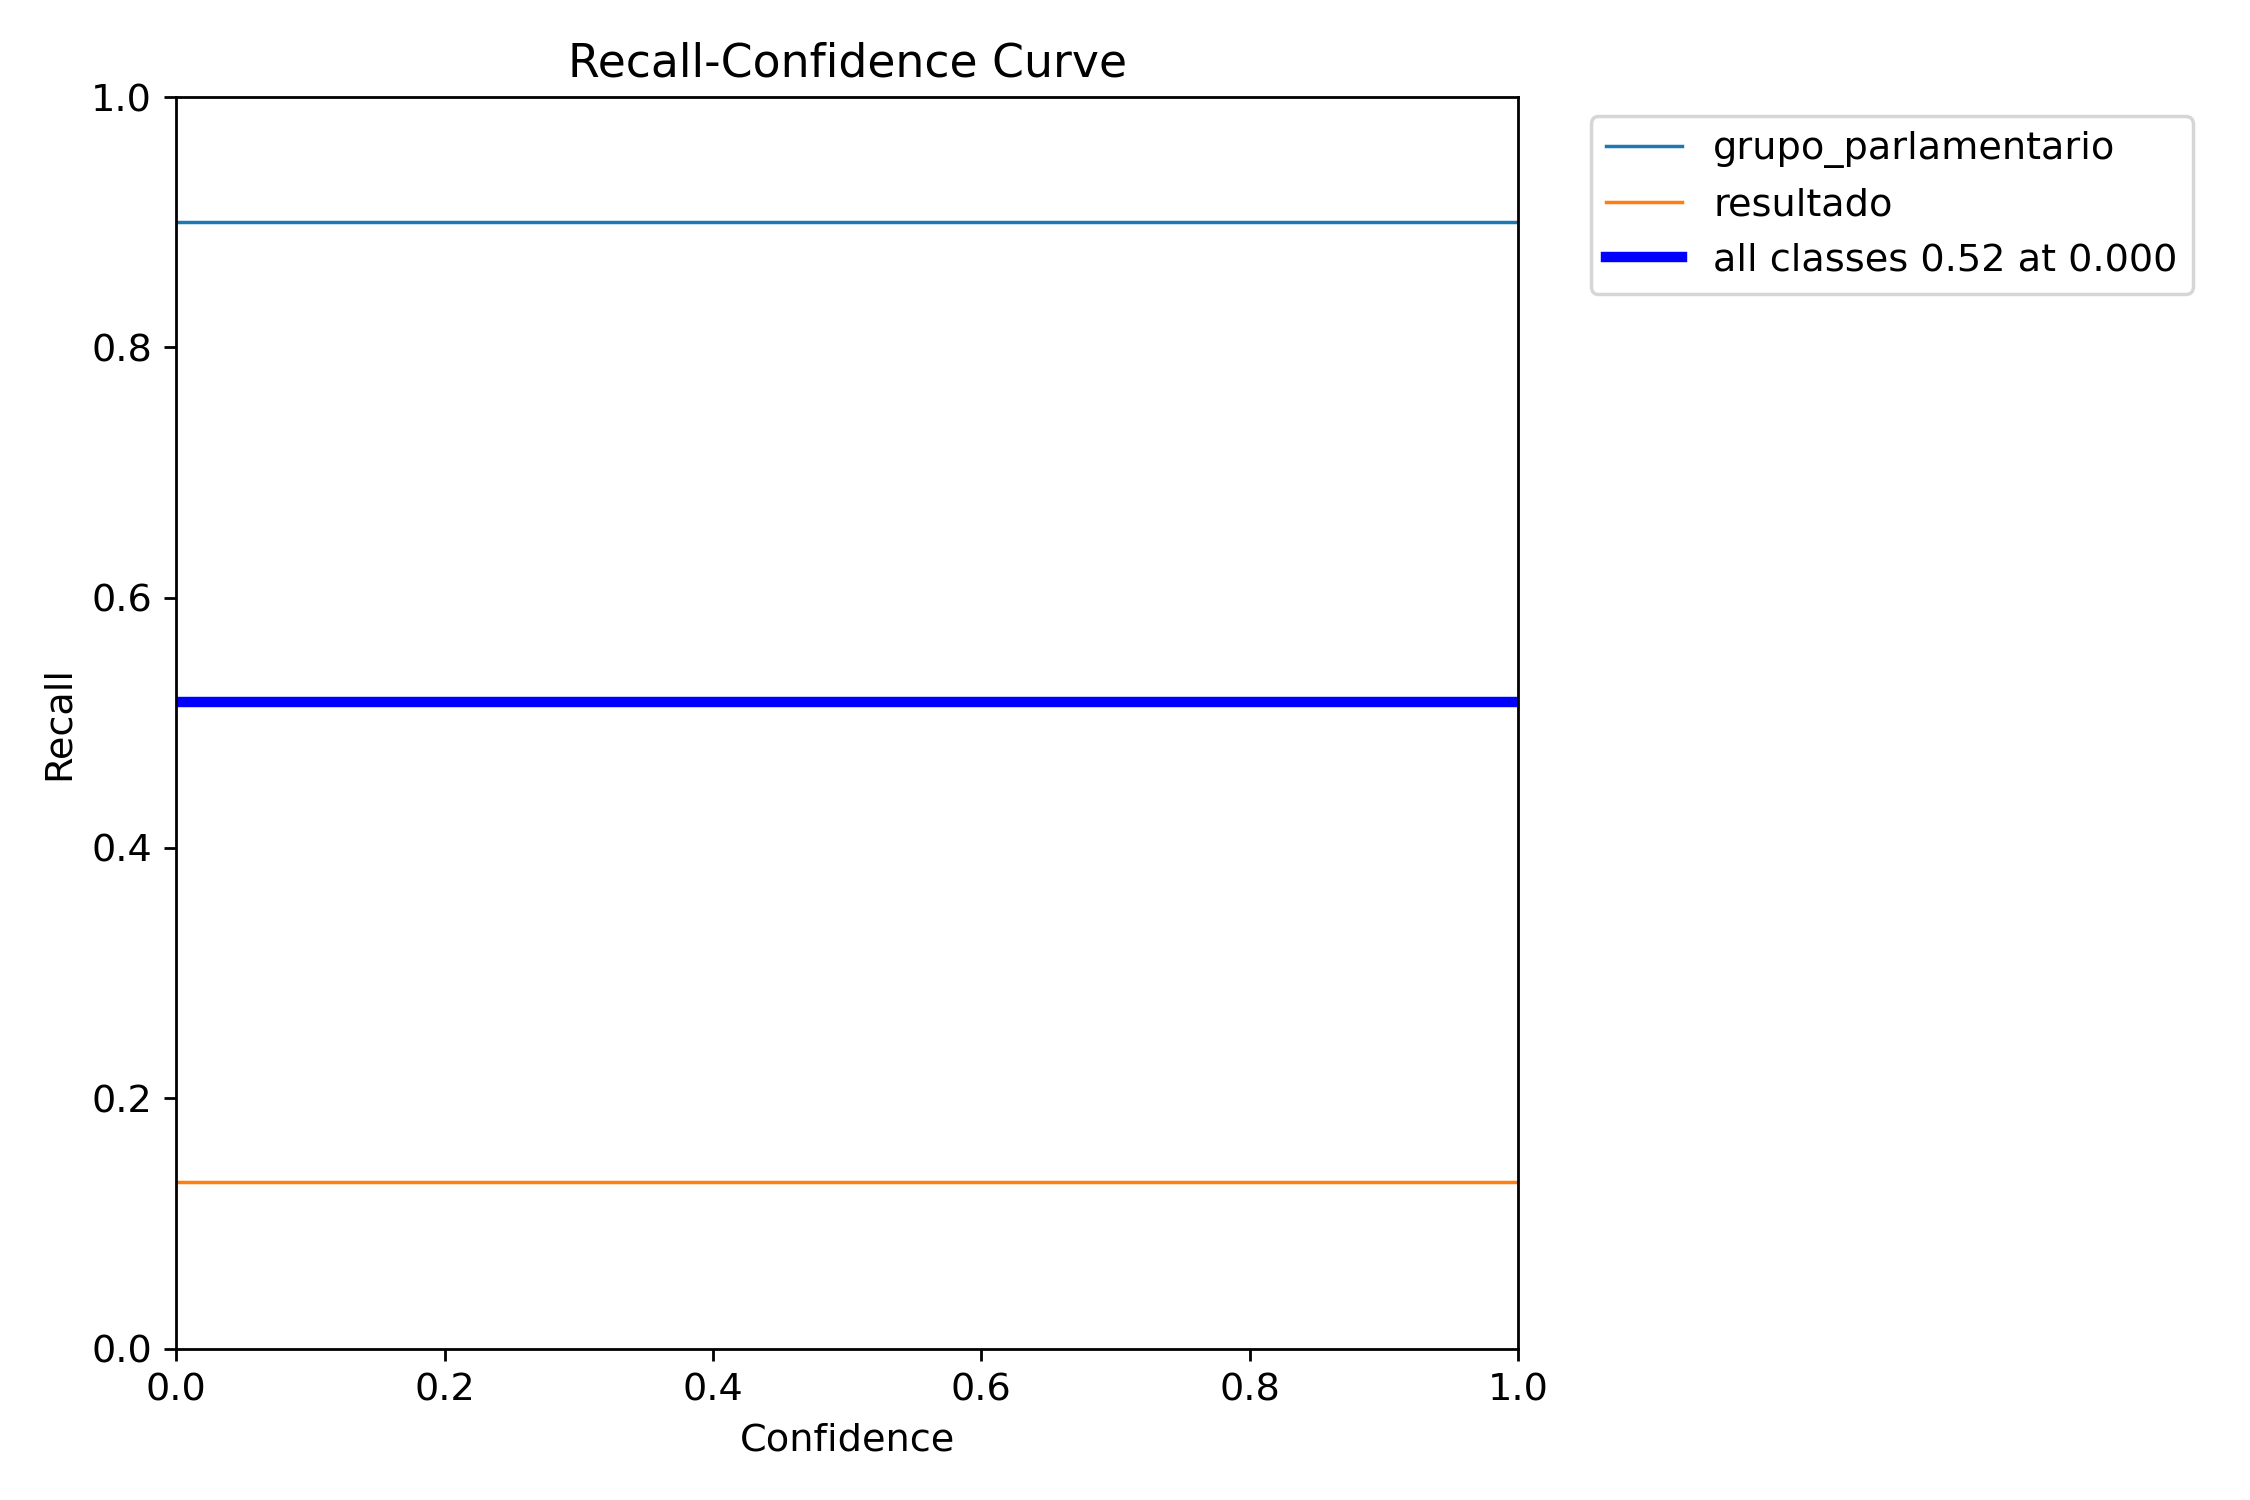 Recall-Confidence Curve
1.0
0.8
0.6
0.4
0.2
0.0
Recall
0.0 0.2 0.4 0.6 0.8 1.0
Confidence
grupo_parlamentario
resultado
all classes 0.52 at 0.000